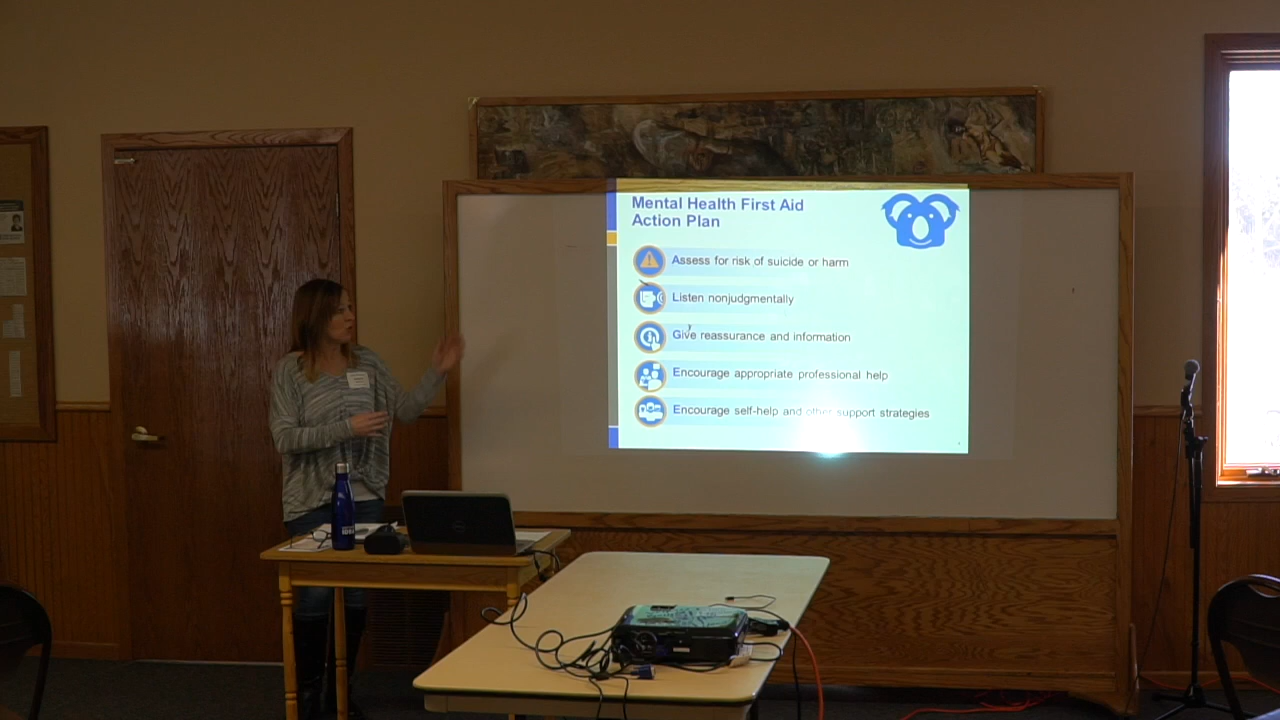 Mental Health First Aid
Action Plan
Assess for risk of suicide or harm
Listen nonjudgmentally
Give reassurance and information
Encourage appropriate professional help
Encourage self-help and other support strategies